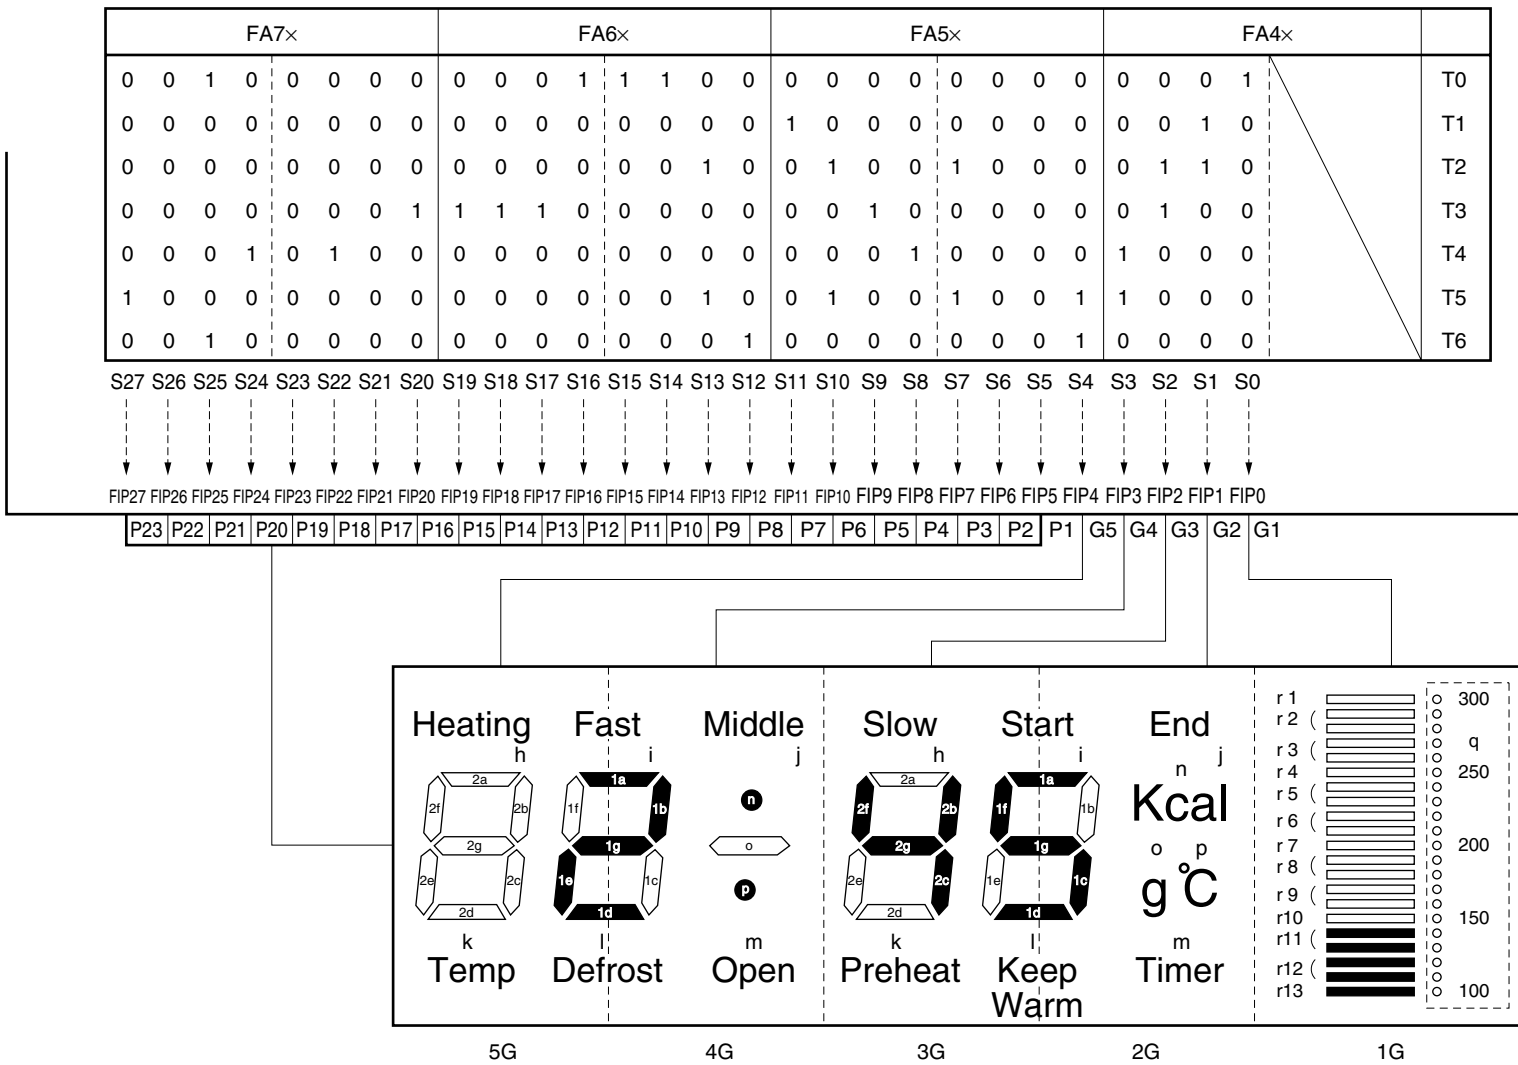 FA7× FA6× FA5× FA4×
0 0 1 0 0 0 0 0 0 0 0 1 1 1 0 0 0 0 0 0 0 0 0 0 0 0 0 1 T0
0 0 0 0 0 0 0 0 0 0 0 0 0 0 0 0 1 0 0 0 0 0 0 0 0 0 1 0 T1
0 0 0 0 0 0 0 0 0 0 0 0 0 0 1 0 0 1 0 0 1 0 0 0 0 1 1 0 T2
0 0 0 0 0 0 0 1 1 1 1 0 0 0 0 0 0 0 1 0 0 0 0 0 0 1 0 0 T3
0 0 0 1 0 1 0 0 0 0 0 0 0 0 0 0 0 0 0 1 0 0 0 0 1 0 0 0 T4
1 0 0 0 0 0 0 0 0 0 0 0 0 0 1 0 0 1 0 0 1 0 0 1 1 0 0 0 T5
0 0 1 0 0 0 0 0 0 0 0 0 0 0 0 1 0 0 0 0 0 0 0 1 0 0 0 0 T6
S27 S26 S25 S24 S23 S22 S21 S20 S19 S18 S17 S16 S15 S14 S13 S12 S11 S10 S9 S8 S7 S6 S5 S4 S3 S2 S1 S0
FIP27 FIP26 FIP25 FIP24 FIP23 FIP22 FIP21 FIP20 FIP19 FIP18 FIP17 FIP16 FIP15 FIP14 FIP13 FIP12 FIP11 FIP10 FIP9 FIP8 FIP7 FIP6 FIP5 FIP4 FIP3 FIP2 FIP1 FIP0
P23 P22 P21 P20 P19 P18 P17 P16 P15 P14 P13 P12 P11 P10 P9 P8 P7 P6 P5 P4 P3 P2 P1 G5 G4 G3 G2 G1
Heating Fast Middle Slow Start End
h i j h i j
2a 1a 2a 1a n
2f 2b 1f 1b n 2f 2b 1f 1b Kcal
2g 1g o 2g 1g o p
2e 2c 1e 1c p 2e 2c 1e 1c g °C
2d 1d 2d 1d
k l m k l m
Temp Defrost Open Preheat Keep Timer
Warm
r 1 300
r 2 (
r 3 ( q
r 4 250
r 5 (
r 6 (
r 7 200
r 8 (
r 9 (
r10 150
r11 (
r12 (
r13 100
5G 4G 3G 2G 1G